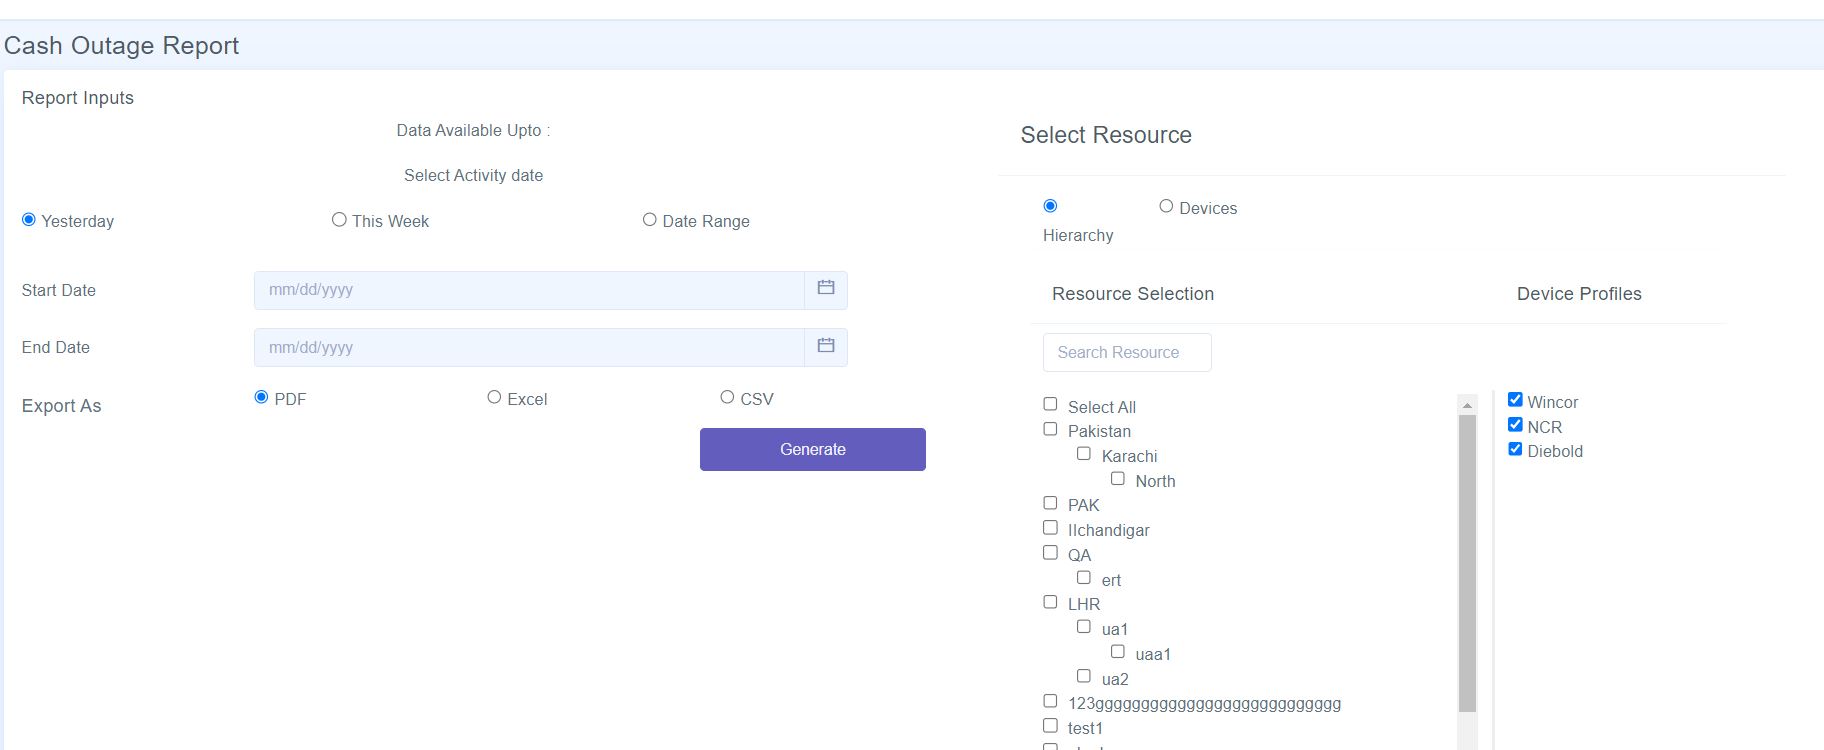 Cash Outage Report
Report Inputs
Data Available Upto :
Select Activity date
Yesterday
This Week
Date Range
Start Date
mm/dd/yyyy
End Date
mm/dd/yyyy
Export As
PDF
Excel
CSV
Generate
Select Resource
Devices
Hierarchy
Resource Selection
Device Profiles
Search Resource
Select All
Pakistan
Karachi
North
PAK
IIchandigar
QA
ert
LHR
ua1
uaa1
ua2
123ggggggggggggggggggggggggggg
test1
Wincor
NCR
Diebold